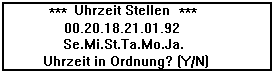 *** Uhrzeit Stellen ***
00.20.18.21.01.92
Se.Mi.St.Ta.Mo.Ja.
Uhrzeit in Ordnung? (Y/N)